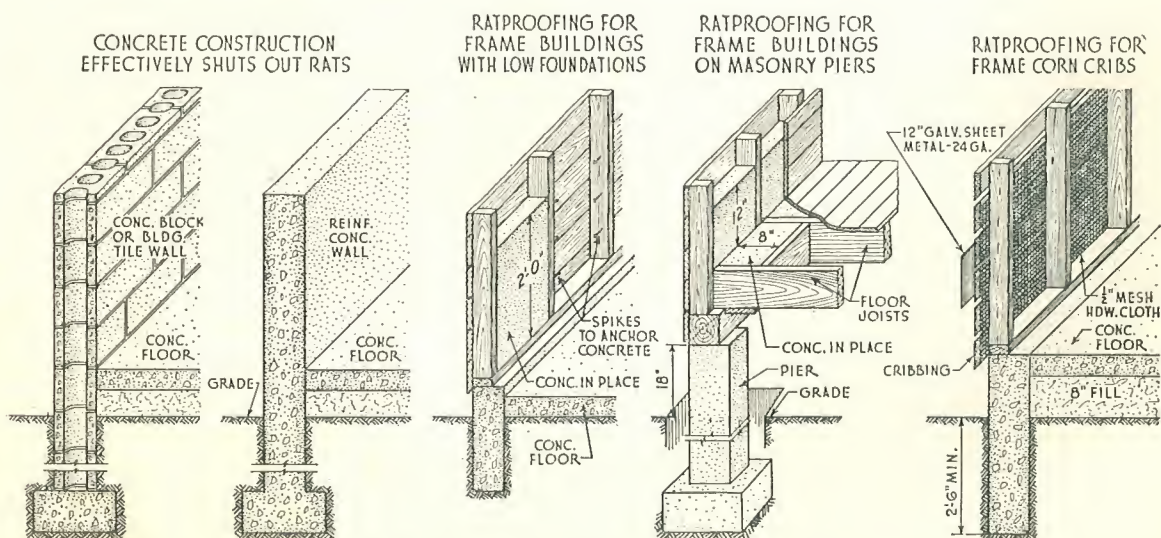 CONCRETE CONSTRUCTION
EFFECTIVELY SHUTS OUT RATS
CONC. BLOCK
OR BLDG.
TILE WALL
CONC.
FLOOR
REINF.
CONC.
WALL
CONC.
FLOOR
GRADE
RATPROOFING FOR
FRAME BUILDINGS
WITH LOW FOUNDATIONS
2'-0"
SPIKES
TO ANCHOR
CONCRETE
CONC. IN PLACE
CONC.
FLOOR
RATPROOFING FOR
FRAME BUILDINGS
ON MASONRY PIERS
12"
8"
FLOOR
JOISTS
CONC. IN PLACE
PIER
18"
GRADE
RATPROOFING FOR
FRAME CORN CRIBS
12" GALV. SHEET
METAL-24 GA.
1/2" MESH
HDW. CLOTH
CONC.
FLOOR
CRIBBING
8" FILL
2'-6" MIN.